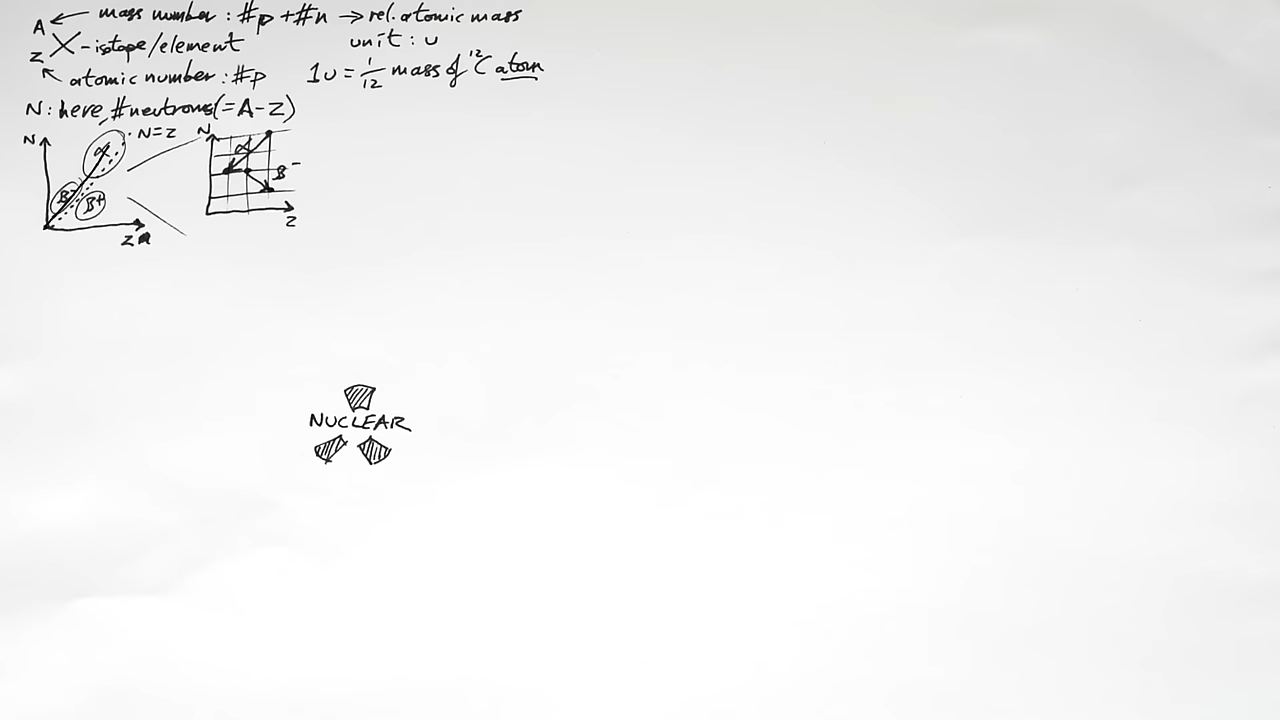 A ← mass number : #p + #n → rel. atomic mass
X - isotope/element unit : u
Z ↖ atomic number : #p 1u = 1/12 mass of ¹²C atom
N : here, #neutrons (= A - Z)
N N=Z N
α α
B⁻ B⁺ B⁻
Z Z
NUCLEAR